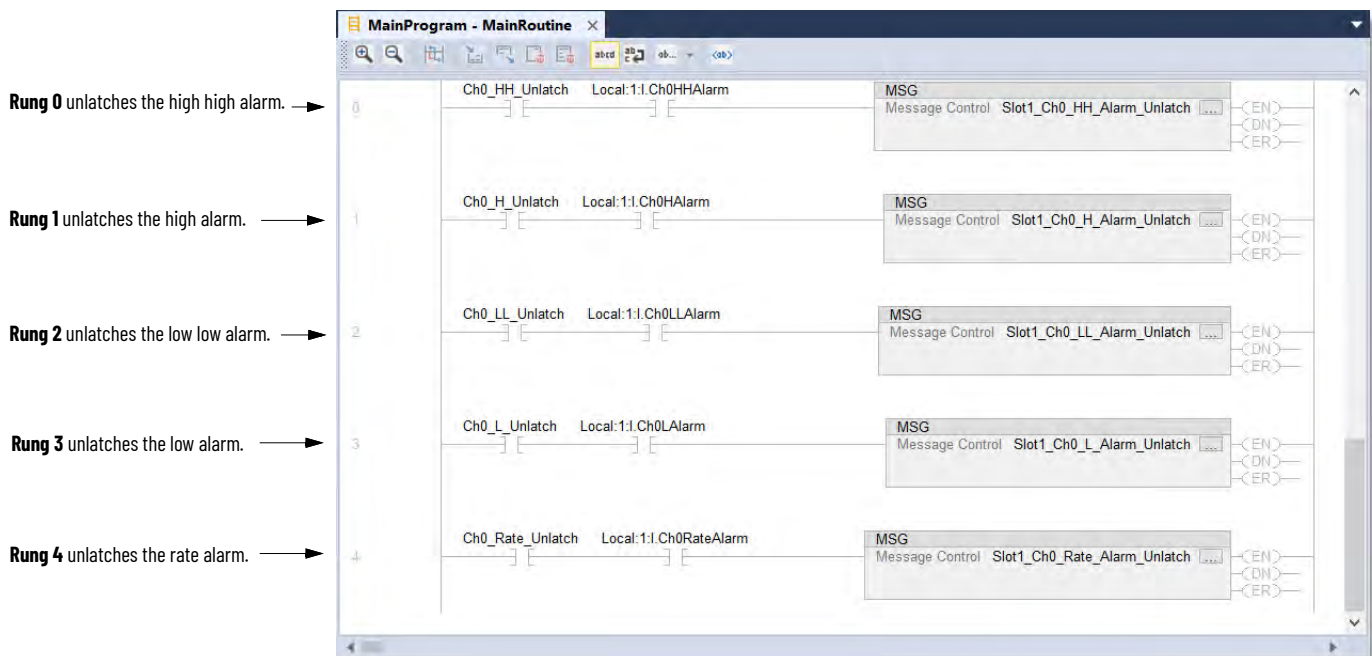 MainProgram - MainRoutine ×
abcd ab c ab... <ab>
Rung 0 unlatches the high high alarm.
0
Ch0_HH_Unlatch Local:1:I.Ch0HHAlarm
MSG
Message Control Slot1_Ch0_HH_Alarm_Unlatch ...
EN
DN
ER
Rung 1 unlatches the high alarm.
1
Ch0_H_Unlatch Local:1:I.Ch0HAlarm
MSG
Message Control Slot1_Ch0_H_Alarm_Unlatch ...
EN
DN
ER
Rung 2 unlatches the low low alarm.
2
Ch0_LL_Unlatch Local:1:I.Ch0LLAlarm
MSG
Message Control Slot1_Ch0_LL_Alarm_Unlatch ...
EN
DN
ER
Rung 3 unlatches the low alarm.
3
Ch0_L_Unlatch Local:1:I.Ch0LAlarm
MSG
Message Control Slot1_Ch0_L_Alarm_Unlatch ...
EN
DN
ER
Rung 4 unlatches the rate alarm.
4
Ch0_Rate_Unlatch Local:1:I.Ch0RateAlarm
MSG
Message Control Slot1_Ch0_Rate_Alarm_Unlatch ...
EN
DN
ER